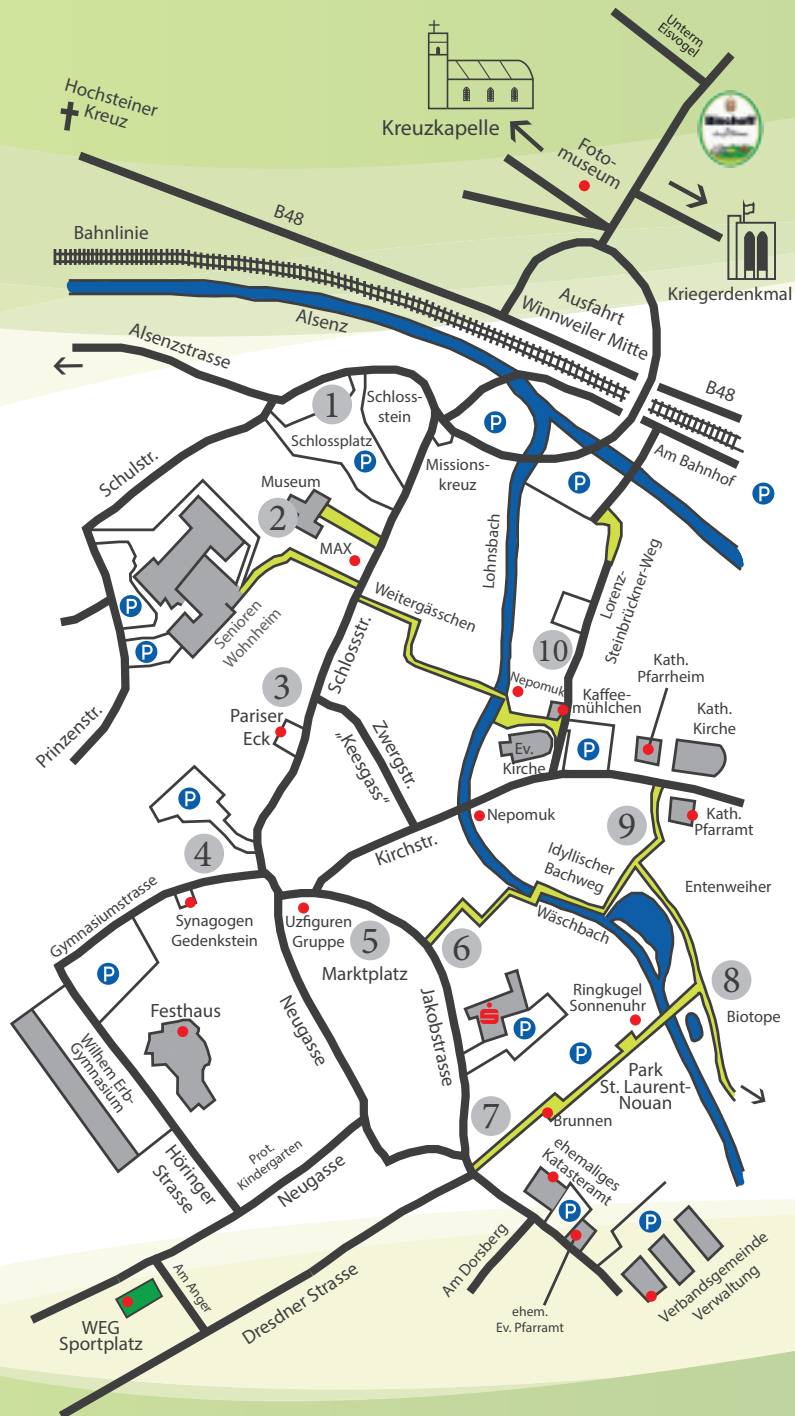 Unterm
Eisvogel
Hochsteiner
Kreuz
Kreuzkapelle
Foto-
museum
B48
Bahnlinie
Kriegerdenkmal
Ausfahrt
Winnweiler Mitte
Alsenz
Alsenzstrasse
B48
1
Schloss-
stein
Schlossplatz
P
P
Missions-
kreuz
Am Bahnhof
Schulstr.
Museum
P
P
2
MAX
Lohnsbach
Lorenz-
Steinbrückner-Weg
Weitergässchen
P
Senioren
Wohnheim
P
Schlossstr.
10
Kath.
Pfarrheim
3
Nepomuk
Kaffee-
mühlchen
Kath.
Kirche
Pariser
Eck
Prinzenstr.
Zwergstr.
„Keesgass“
Ev.
Kirche
P
P
Nepomuk
9
Kath.
Pfarramt
Kirchstr.
4
Idyllischer
Bachweg
Entenweiher
Gymnasiumstrasse
Synagogen
Gedenkstein
Uzfiguren
Gruppe
5
Marktplatz
6
Wäschbach
P
8
Biotope
Festhaus
Neugasse
Jakobstrasse
S
P
Ringkugel
Sonnenuhr
P
Wilhem Erb-
Gymnasium
Park
St. Laurent-
Nouan
7
Brunnen
Höringer
Strasse
Prot.
Kindergarten
Neugasse
ehemaliges
Katasteramt
P
P
Am Dorsberg
Verbandsgemeinde
Verwaltung
Am Anger
WEG
Sportplatz
Dresdner Strasse
ehem.
Ev. Pfarramt